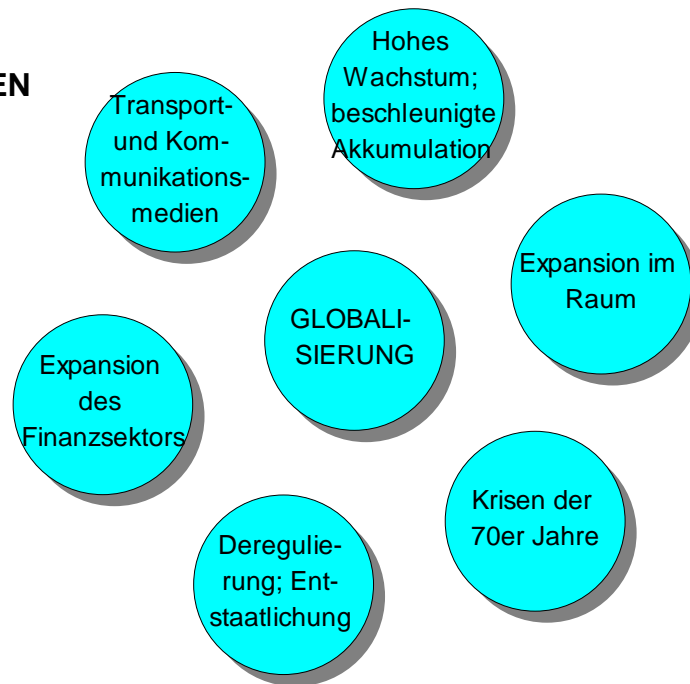 EN
Hohes
Wachstum;
beschleunigte
Akkumulation
Transport-
und Kom-
munikations-
medien
Expansion im
Raum
GLOBALI-
SIERUNG
Expansion
des
Finanzsektors
Krisen der
70er Jahre
Deregulie-
rung; Ent-
staatlichung